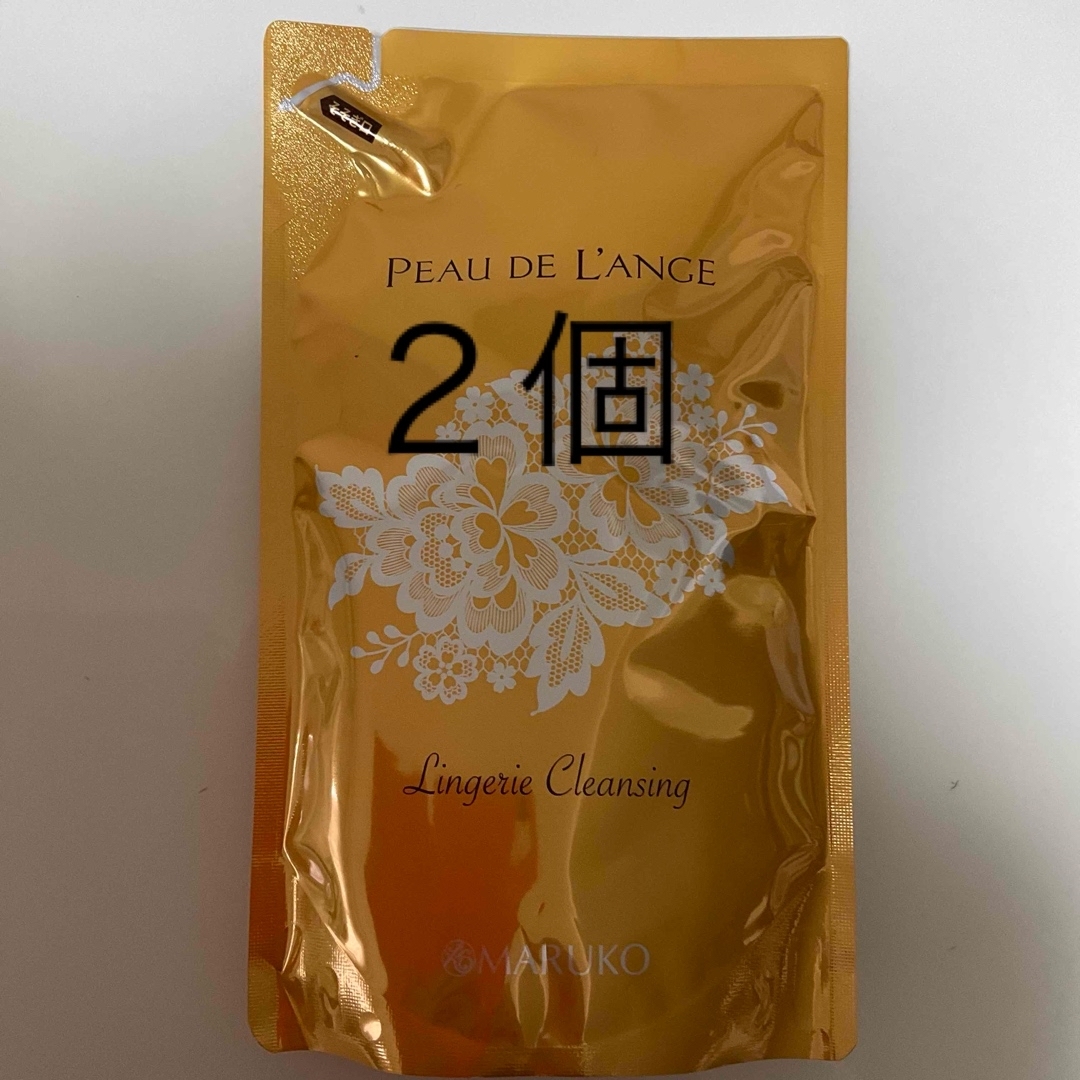 PEAU DE L'ANGE
2個
Lingerie Cleansing
MARUKO